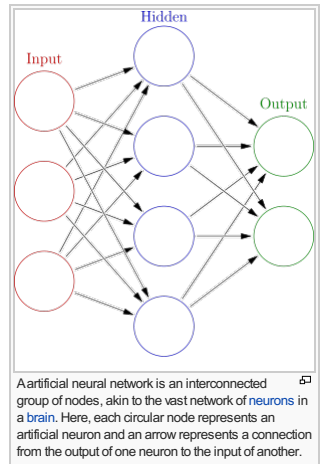 Hidden
Input
Output
Aartificial neural network is an interconnected
group of nodes, akin to the vast network of neurons in
a brain. Here, each circular node represents an
artificial neuron and an arrow represents a connection
from the output of one neuron to the input of another.